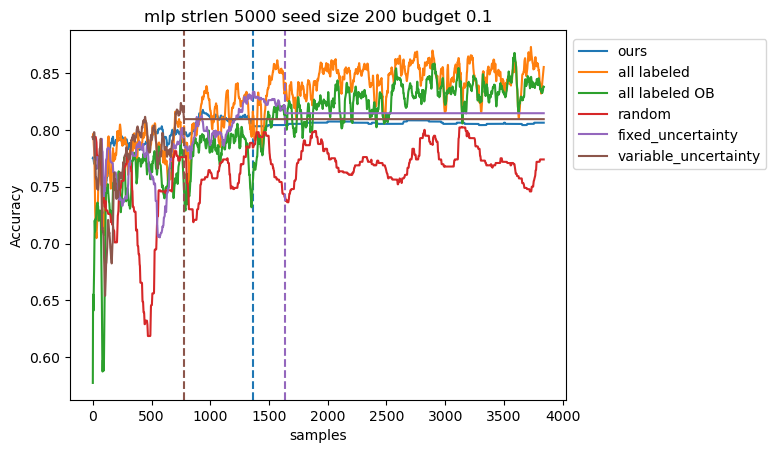 mlp strlen 5000 seed size 200 budget 0.1
ours
all labeled
all labeled OB
random
fixed_uncertainty
variable_uncertainty
Accuracy
0.85
0.80
0.75
0.70
0.65
0.60
0 500 1000 1500 2000 2500 3000 3500 4000
samples